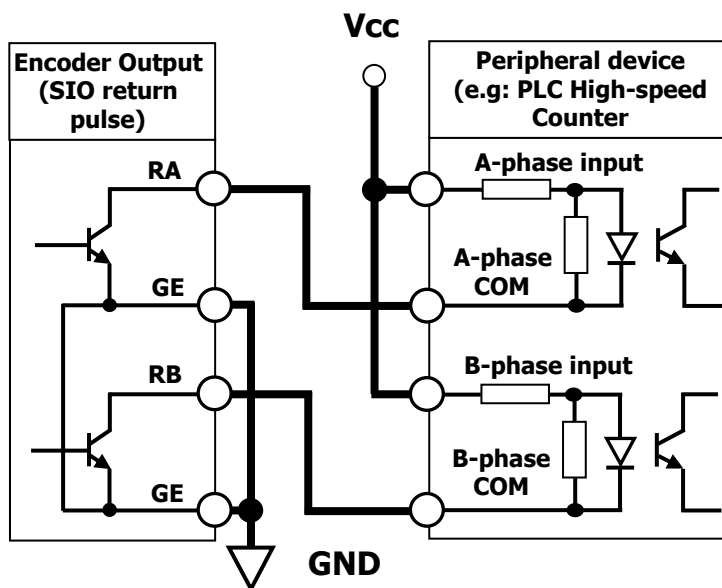 Vcc
Encoder Output
(SIO return
pulse)
Peripheral device
(e.g: PLC High-speed
Counter
RA
A-phase input
A-phase
COM
GE
RB
B-phase input
B-phase
COM
GE
GND